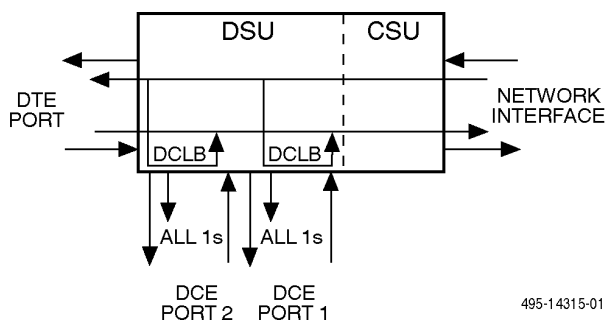 DSU
CSU
DTE
PORT
NETWORK
INTERFACE
DCLB
DCLB
ALL 1s
ALL 1s
DCE
PORT 2
DCE
PORT 1
495-14315-01